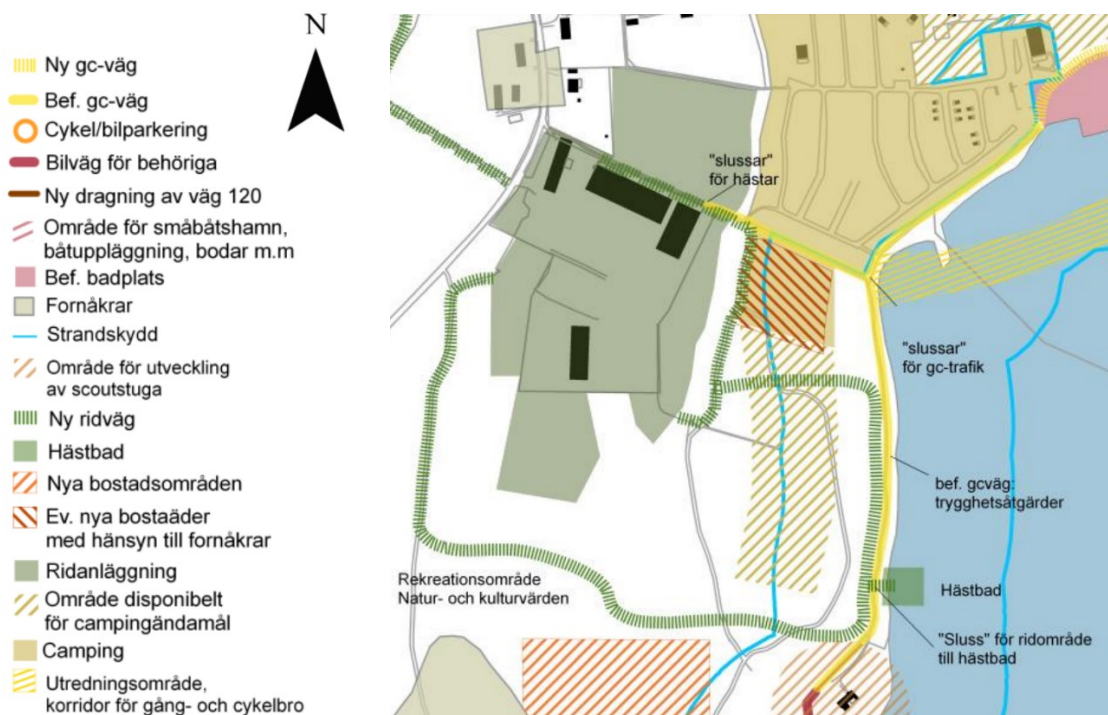 N
Ny gc-väg
Bef. gc-väg
Cykel/bilparkering
Bilväg för behöriga
Ny dragning av väg 120
Område för småbåtshamn,
båtuppläggning, bodar m.m
Bef. badplats
Fornåkrar
Strandskydd
Område för utveckling
av scoutstuga
Ny ridväg
Hästbad
Nya bostadsområden
Ev. nya bostaäder
med hänsyn till fornåkrar
Ridanläggning
Område disponibelt
för campingändamål
Camping
Utredningsområde,
korridor för gång- och cykelbro
"slussar"
för hästar
"slussar"
för gc-trafik
bef. gcväg:
trygghetsåtgärder
Rekreationsområde
Natur- och kulturvärden
Hästbad
"Sluss" för ridområde
till hästbad